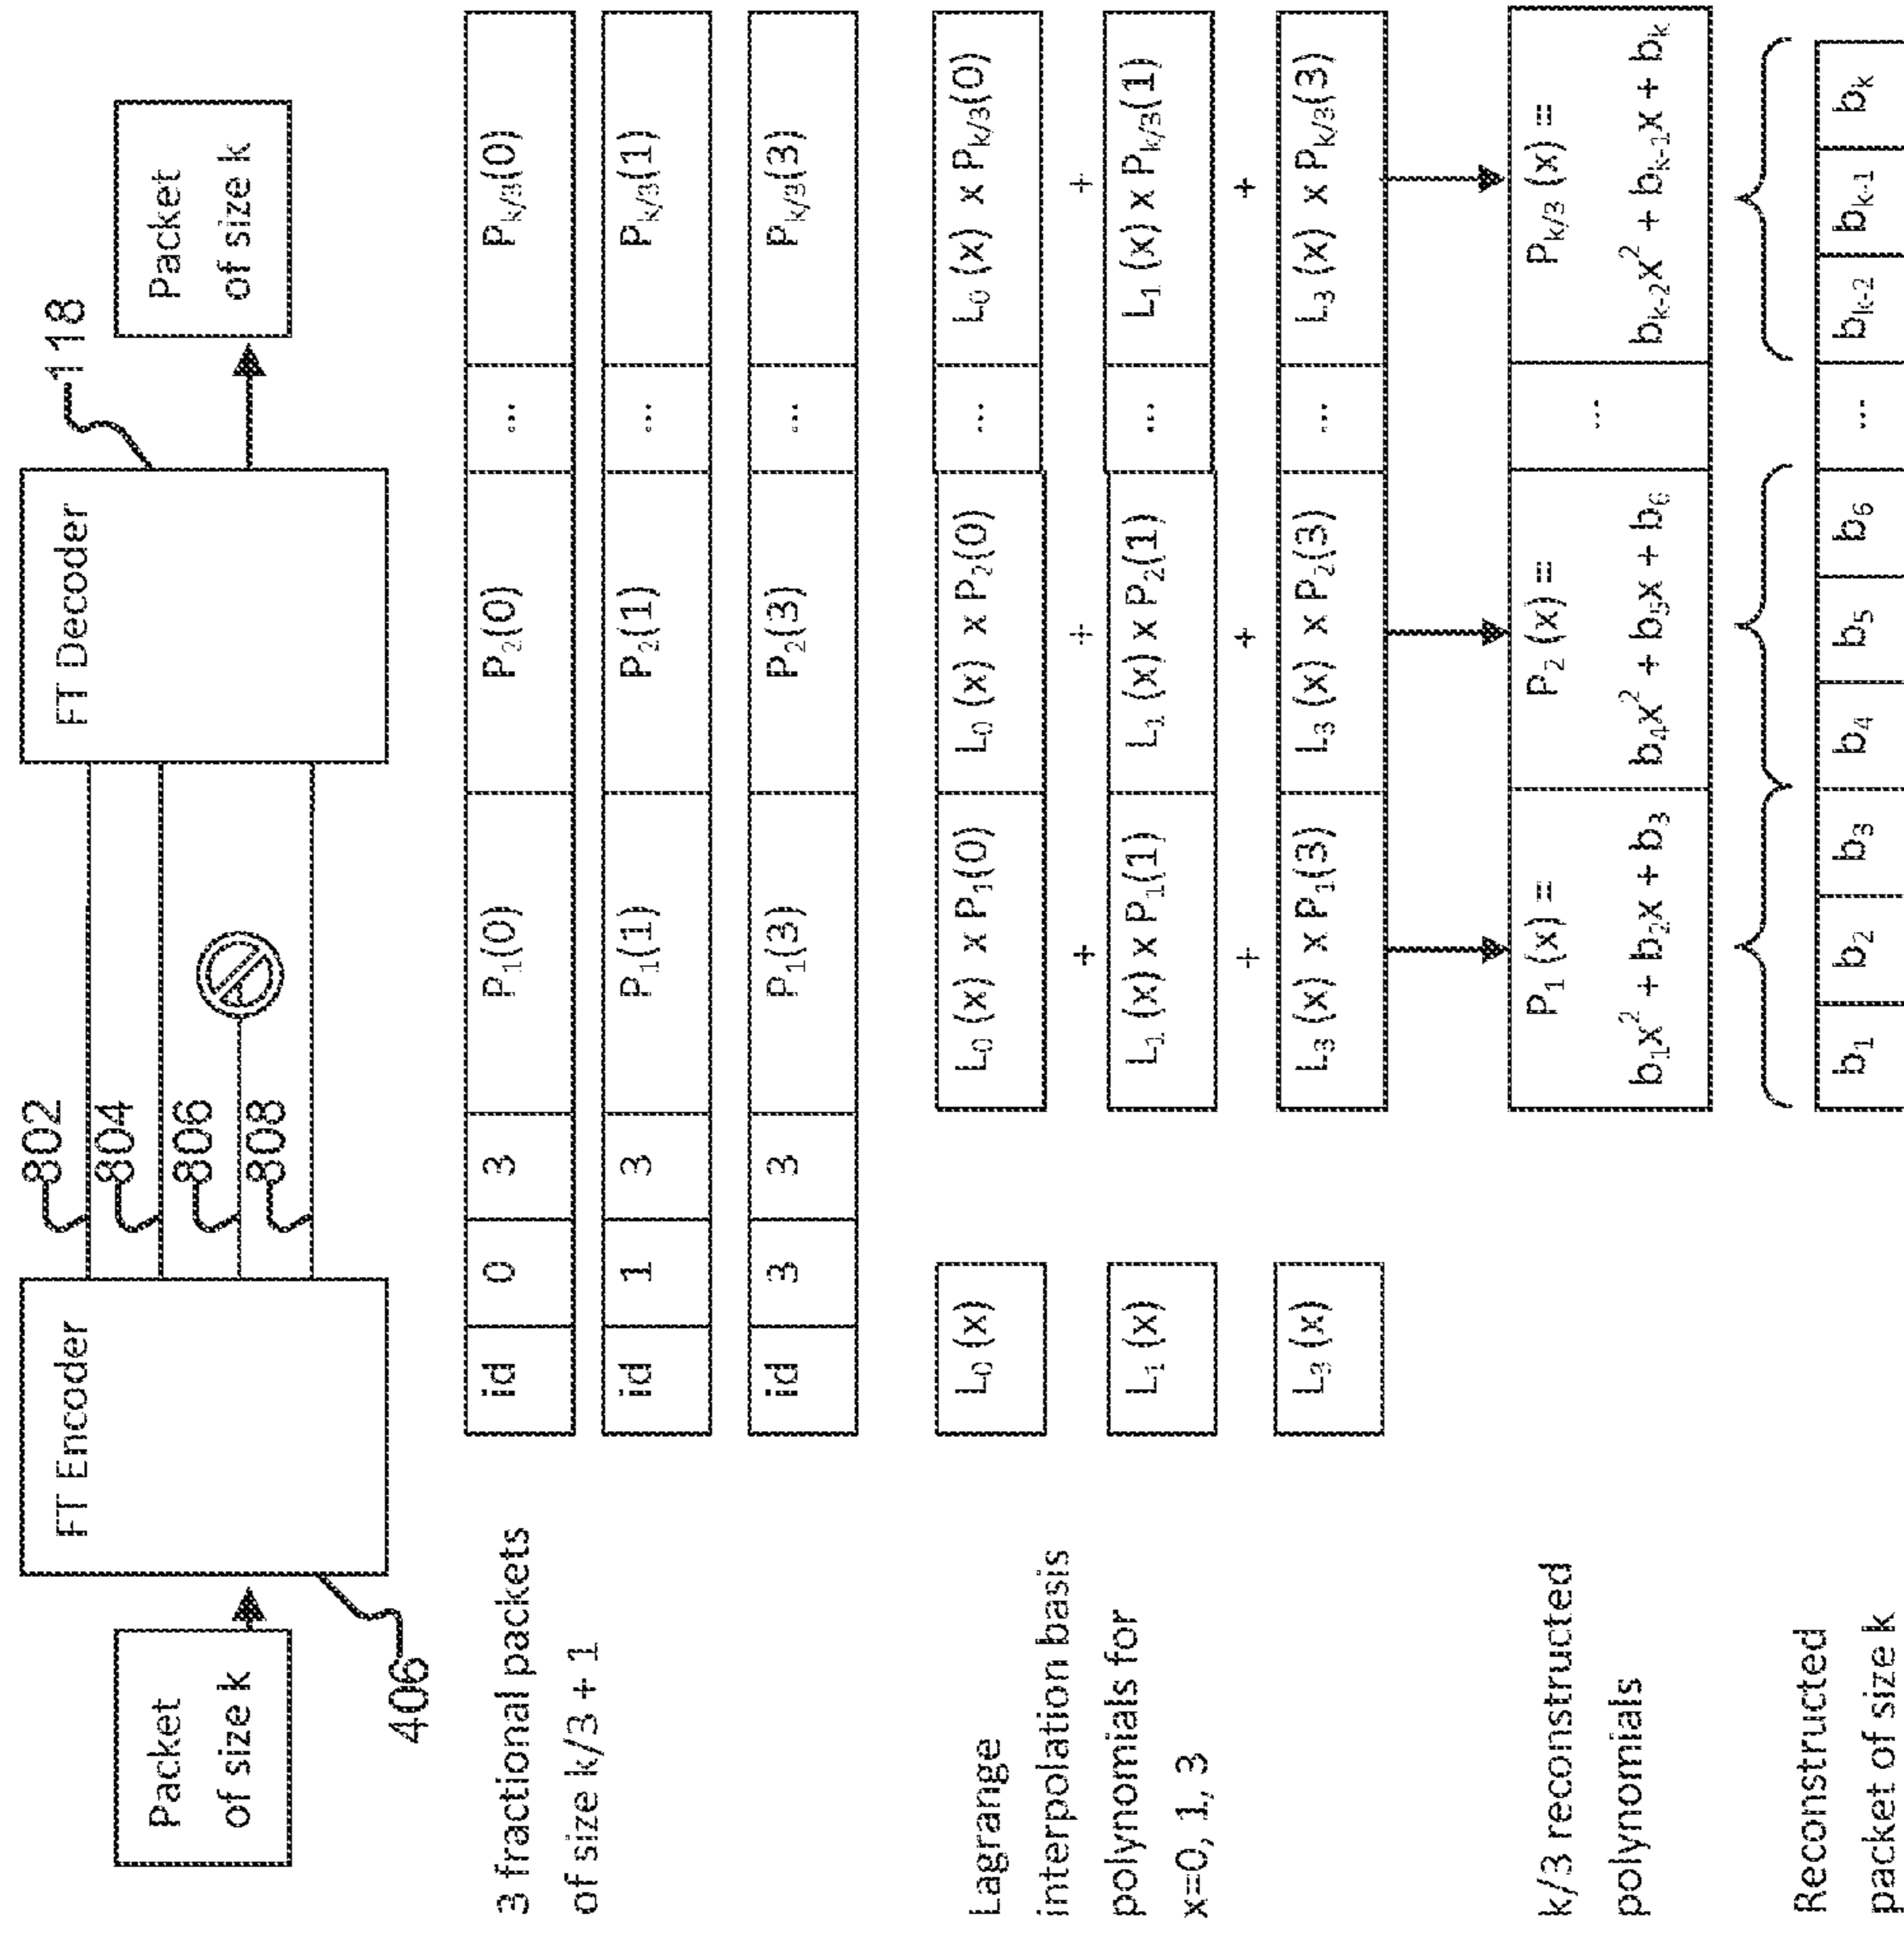 Packet
of size k
406
FT Encoder
802
804
806
808
FT Decoder
118
Packet
of size k
3 fractional packets
of size k/3 + 1
id 0 3 P₁(0) P₂(0) ... Pₖ/₃(0)
id 1 3 P₁(1) P₂(1) ... Pₖ/₃(1)
id 3 3 P₁(3) P₂(3) ... Pₖ/₃(3)
Lagrange
interpolation basis
polynomials for
x=0, 1, 3
L₀ (x) L₀ (x) x P₁(0) L₀ (x) x P₂(0) ... L₀ (x) x Pₖ/₃(0)
+ + +
L₁ (x) L₁ (x) x P₁(1) L₁ (x) x P₂(1) ... L₁ (x) x Pₖ/₃(1)
+ + +
L₃ (x) L₃ (x) x P₁(3) L₃ (x) x P₂(3) ... L₃ (x) x Pₖ/₃(3)
k/3 reconstructed
polynomials
P₁ (x) =
b₁x² + b₂x + b₃
P₂ (x) =
b₄x² + b₅x + b₆
...
Pₖ/₃ (x) =
bₖ₋₂x² + bₖ₋₁x + bₖ
Reconstructed
packet of size k
b₁ b₂ b₃ b₄ b₅ b₆ ... bₖ₋₂ bₖ₋₁ bₖ